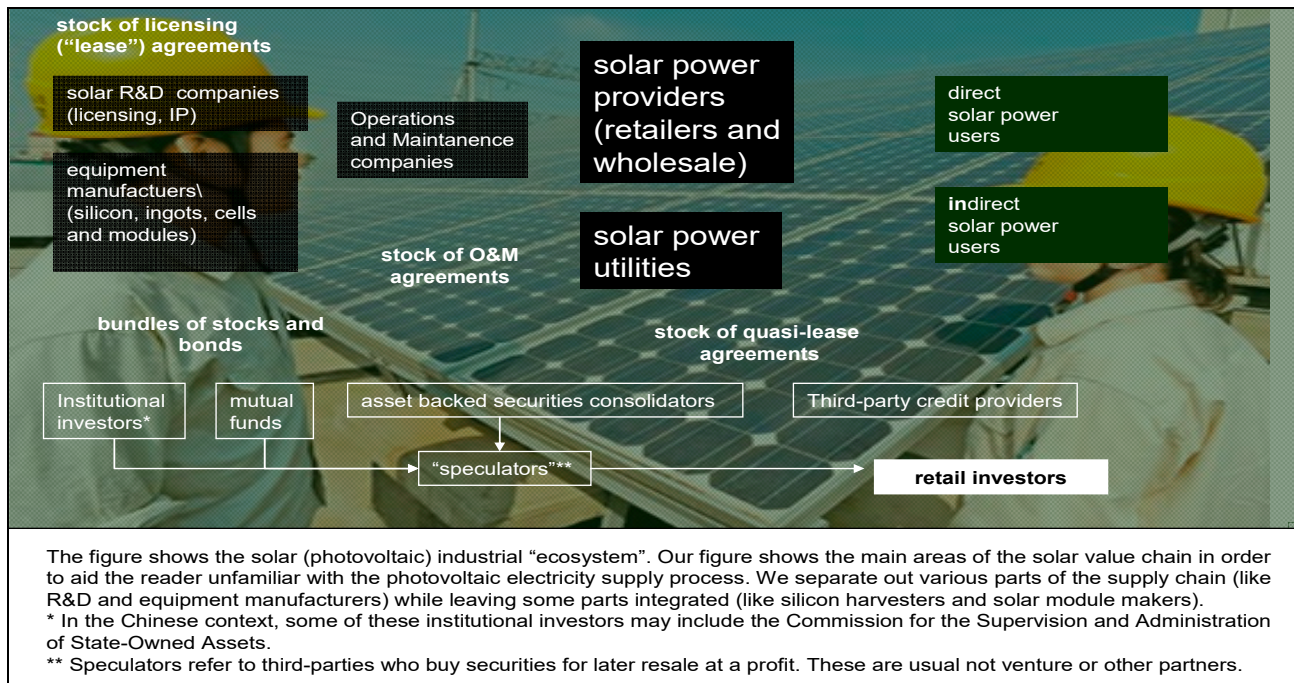 stock of licensing
(“lease”) agreements
solar R&D companies
(licensing, IP)
equipment
manufactuers\
(silicon, ingots, cells
and modules)
Operations
and Maintanence
companies
stock of O&M
agreements
solar power
providers
(retailers and
wholesale)
solar power
utilities
direct
solar power
users
indirect
solar power
users
bundles of stocks and
bonds
stock of quasi-lease
agreements
Institutional
investors*
mutual
funds
asset backed securities consolidators
Third-party credit providers
“speculators”**
retail investors
The figure shows the solar (photovoltaic) industrial “ecosystem”. Our figure shows the main areas of the solar value chain in order
to aid the reader unfamiliar with the photovoltaic electricity supply process. We separate out various parts of the supply chain (like
R&D and equipment manufacturers) while leaving some parts integrated (like silicon harvesters and solar module makers).
* In the Chinese context, some of these institutional investors may include the Commission for the Supervision and Administration
of State-Owned Assets.
** Speculators refer to third-parties who buy securities for later resale at a profit. These are usual not venture or other partners.